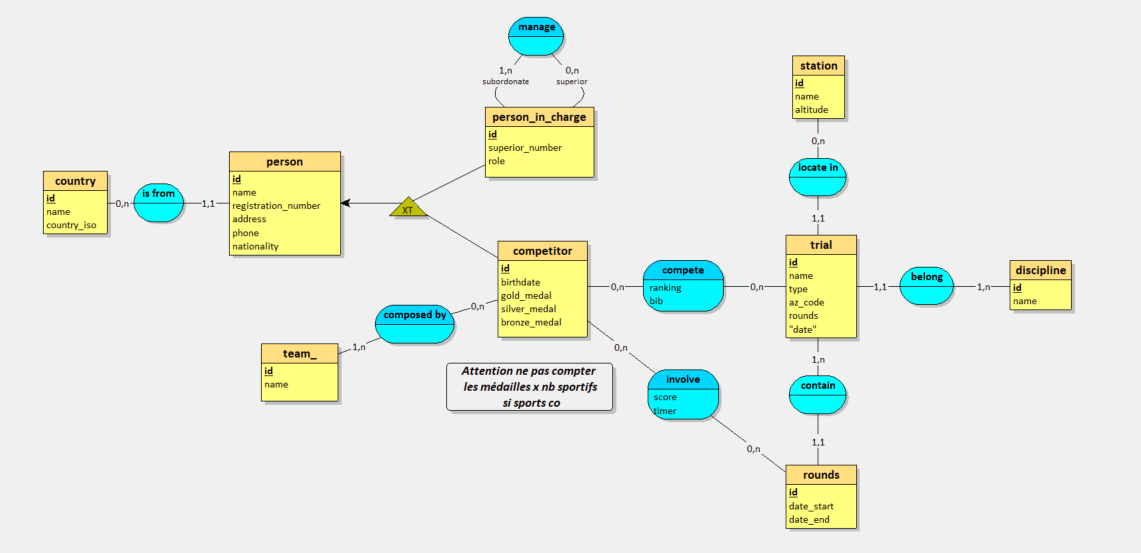 manage
1,n
subordonate
0,n
superior
person_in_charge
id
superior_number
role
station
id
name
altitude
0,n
locate in
1,1
country
id
name
country_iso
0,n
is from
1,1
person
id
name
registration_number
address
phone
nationality
XT
competitor
id
birthdate
gold_medal
silver_medal
bronze_medal
0,n
compete
ranking
bib
0,n
trial
id
name
type
az_code
rounds
"date"
1,1
belong
1,n
discipline
id
name
0,n
composed by
1,n
team_
id
name
Attention ne pas compter
les médailles x nb sportifs
si sports co
0,n
involve
score
timer
0,n
1,n
contain
1,1
rounds
id
date_start
date_end